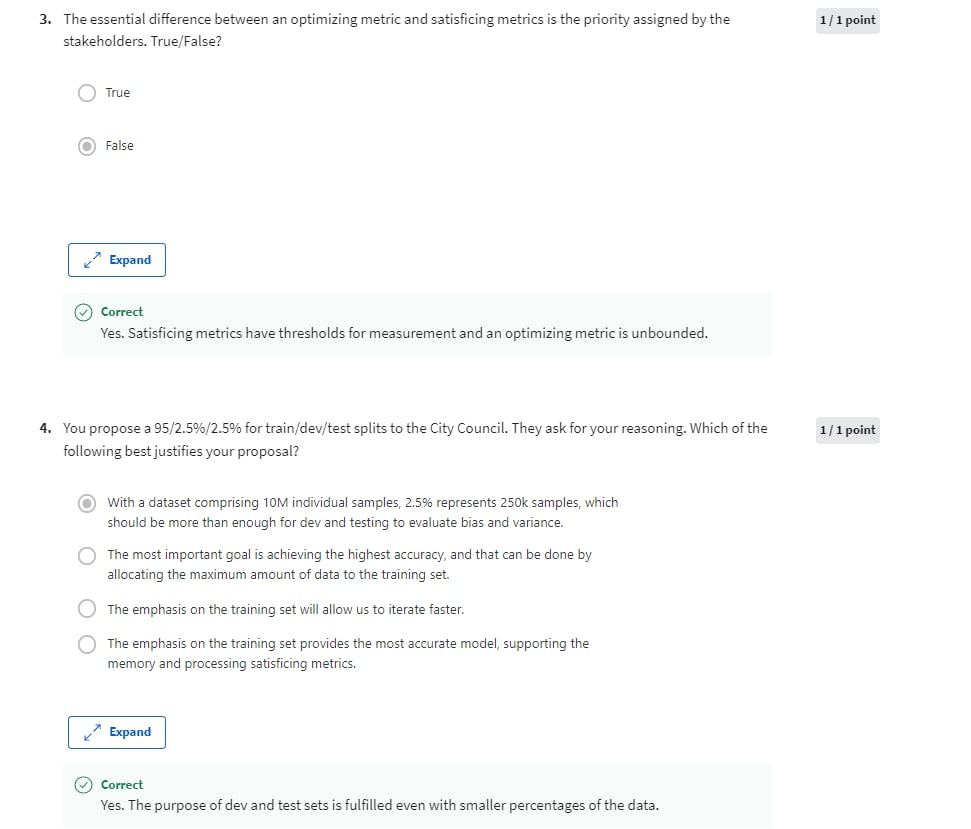 3. The essential difference between an optimizing metric and satisficing metrics is the priority assigned by the
stakeholders. True/False?
1 / 1 point
True
False
Expand
Correct
Yes. Satisficing metrics have thresholds for measurement and an optimizing metric is unbounded.
4. You propose a 95/2.5%/2.5% for train/dev/test splits to the City Council. They ask for your reasoning. Which of the
following best justifies your proposal?
1 / 1 point
With a dataset comprising 10M individual samples, 2.5% represents 250k samples, which
should be more than enough for dev and testing to evaluate bias and variance.
The most important goal is achieving the highest accuracy, and that can be done by
allocating the maximum amount of data to the training set.
The emphasis on the training set will allow us to iterate faster.
The emphasis on the training set provides the most accurate model, supporting the
memory and processing satisficing metrics.
Expand
Correct
Yes. The purpose of dev and test sets is fulfilled even with smaller percentages of the data.